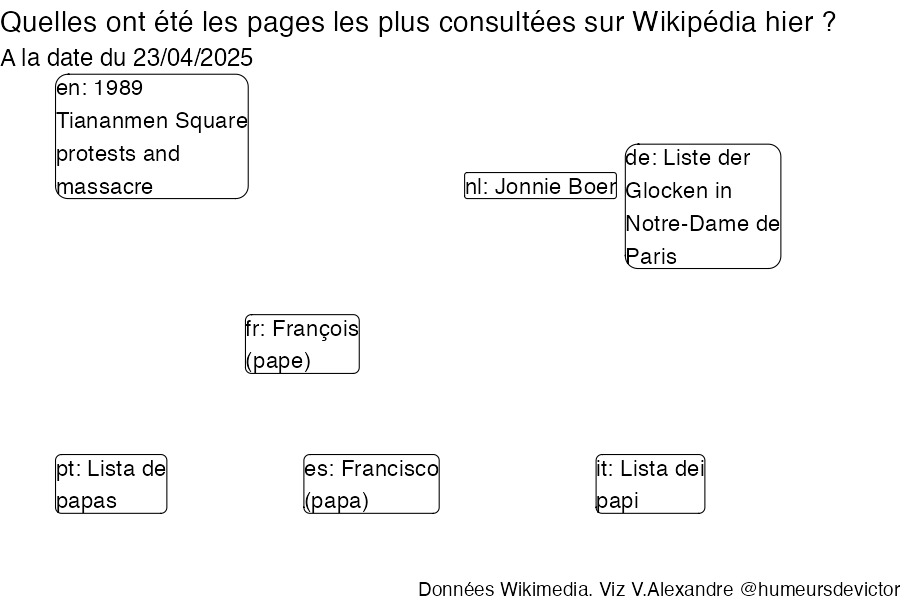 Quelles ont été les pages les plus consultées sur Wikipédia hier ?
A la date du 23/04/2025
en: 1989
Tiananmen Square
protests and
massacre
nl: Jonnie Boer
de: Liste der
Glocken in
Notre-Dame de
Paris
fr: François
(pape)
pt: Lista de
papas
es: Francisco
(papa)
it: Lista dei
papi
Données Wikimedia. Viz V.Alexandre @humeursdevictor